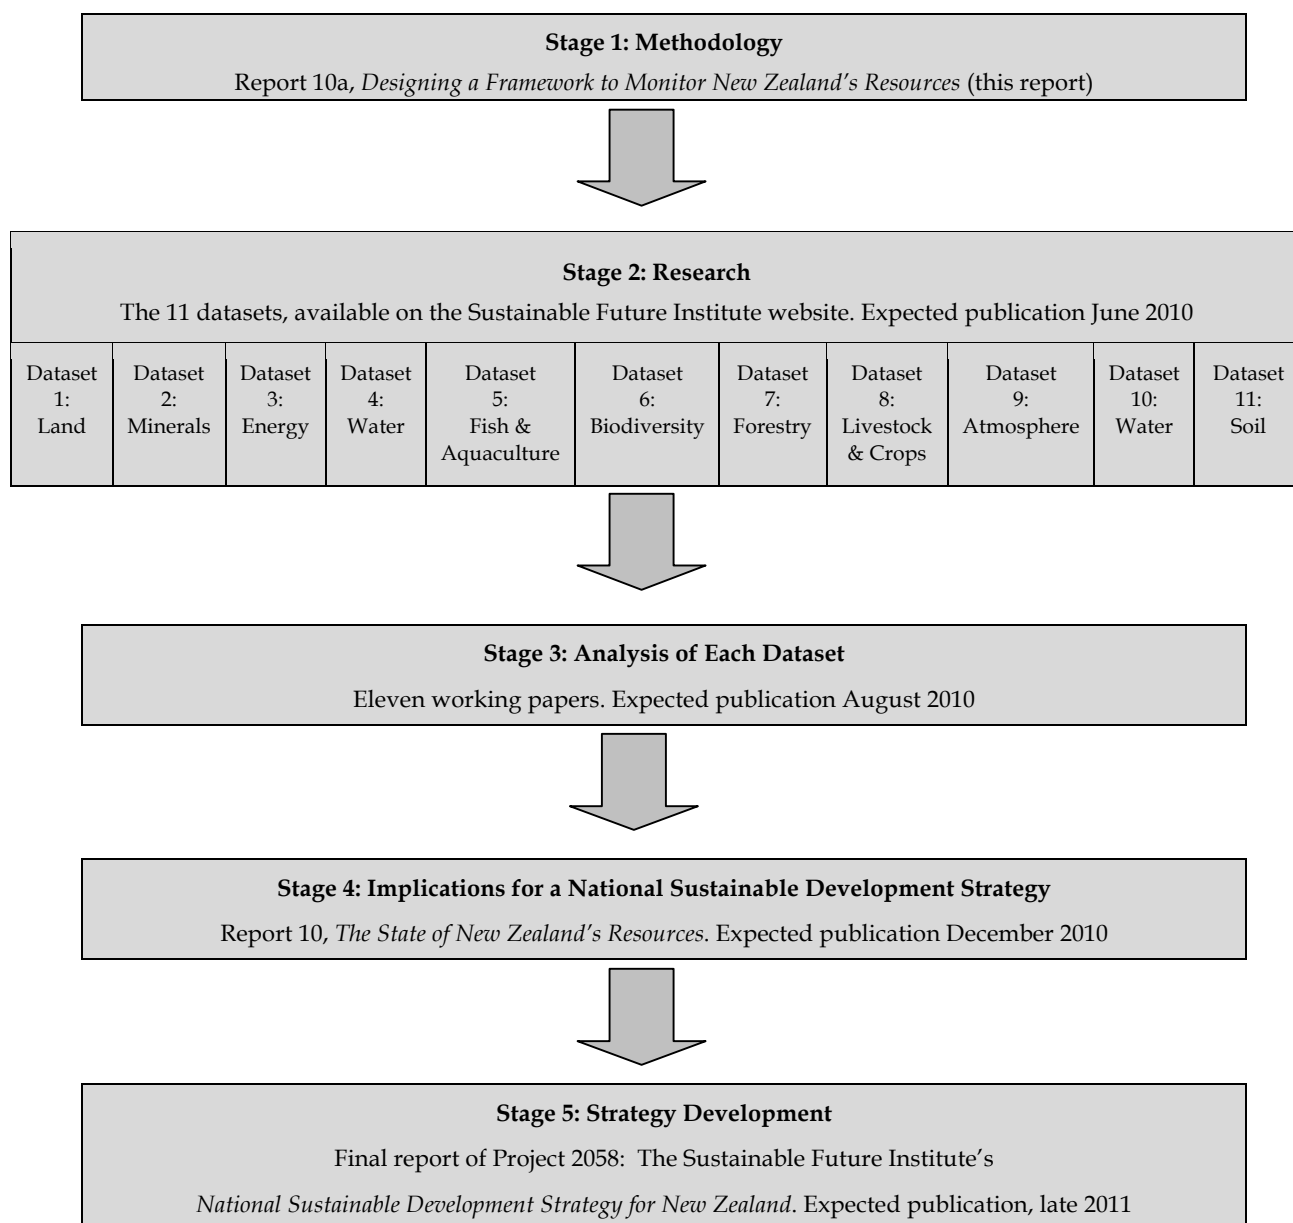 Stage 1: Methodology
Report 10a, Designing a Framework to Monitor New Zealand's Resources (this report)
Stage 2: Research
The 11 datasets, available on the Sustainable Future Institute website. Expected publication June 2010
Dataset
1:
Land
Dataset
2:
Minerals
Dataset
3:
Energy
Dataset
4:
Water
Dataset
5:
Fish &
Aquaculture
Dataset
6:
Biodiversity
Dataset
7:
Forestry
Dataset
8:
Livestock
& Crops
Dataset
9:
Atmosphere
Dataset
10:
Water
Dataset
11:
Soil
Stage 3: Analysis of Each Dataset
Eleven working papers. Expected publication August 2010
Stage 4: Implications for a National Sustainable Development Strategy
Report 10, The State of New Zealand's Resources. Expected publication December 2010
Stage 5: Strategy Development
Final report of Project 2058: The Sustainable Future Institute's
National Sustainable Development Strategy for New Zealand. Expected publication, late 2011